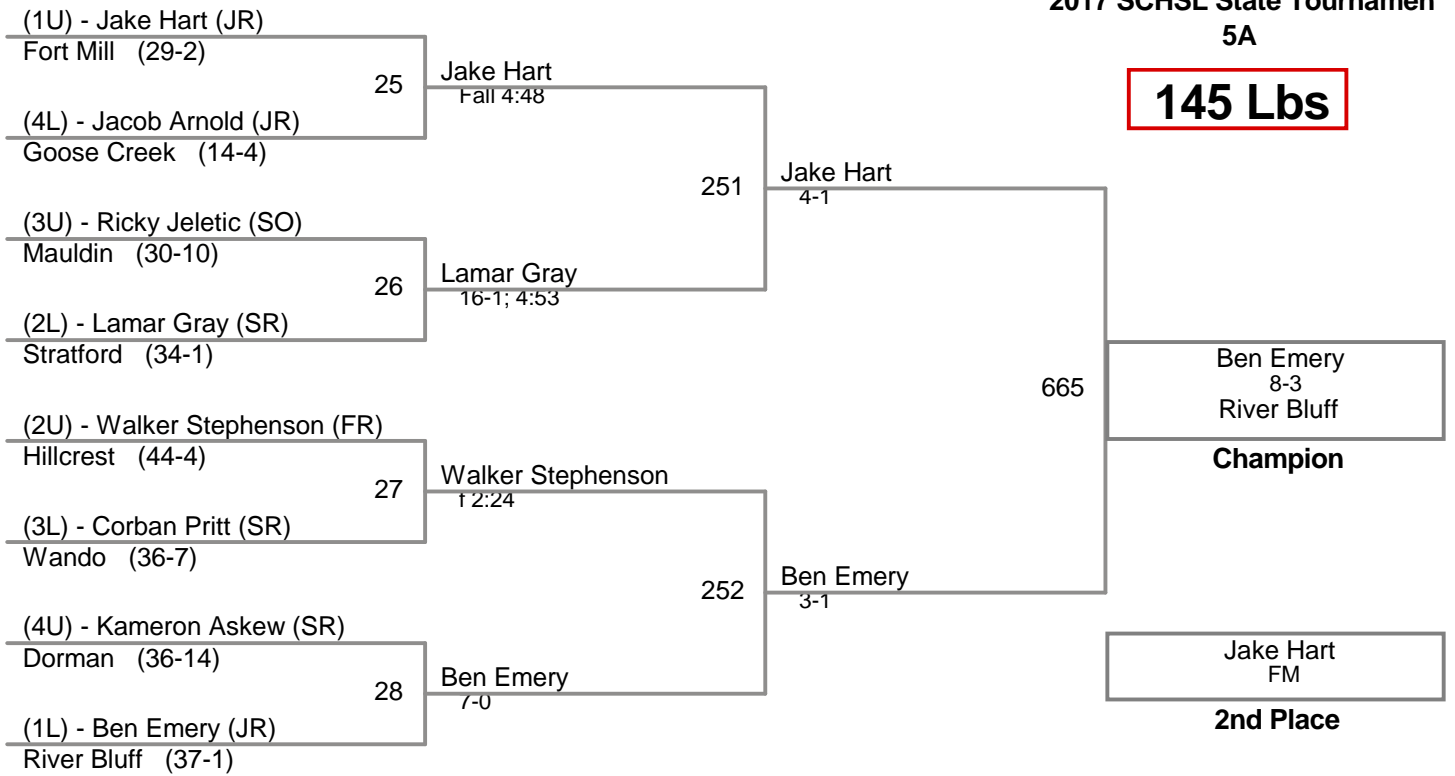 2017 SCHSL State Tournamen
5A
145 Lbs
(1U) - Jake Hart (JR)
Fort Mill (29-2)
25
Jake Hart
Fall 4:48
(4L) - Jacob Arnold (JR)
Goose Creek (14-4)
251
Jake Hart
4-1
(3U) - Ricky Jeletic (SO)
Mauldin (30-10)
26
Lamar Gray
16-1; 4:53
(2L) - Lamar Gray (SR)
Stratford (34-1)
665
Ben Emery
8-3
River Bluff
Champion
(2U) - Walker Stephenson (FR)
Hillcrest (44-4)
27
Walker Stephenson
f 2:24
(3L) - Corban Pritt (SR)
Wando (36-7)
252
Ben Emery
3-1
(4U) - Kameron Askew (SR)
Dorman (36-14)
28
Ben Emery
7-0
(1L) - Ben Emery (JR)
River Bluff (37-1)
Jake Hart
FM
2nd Place